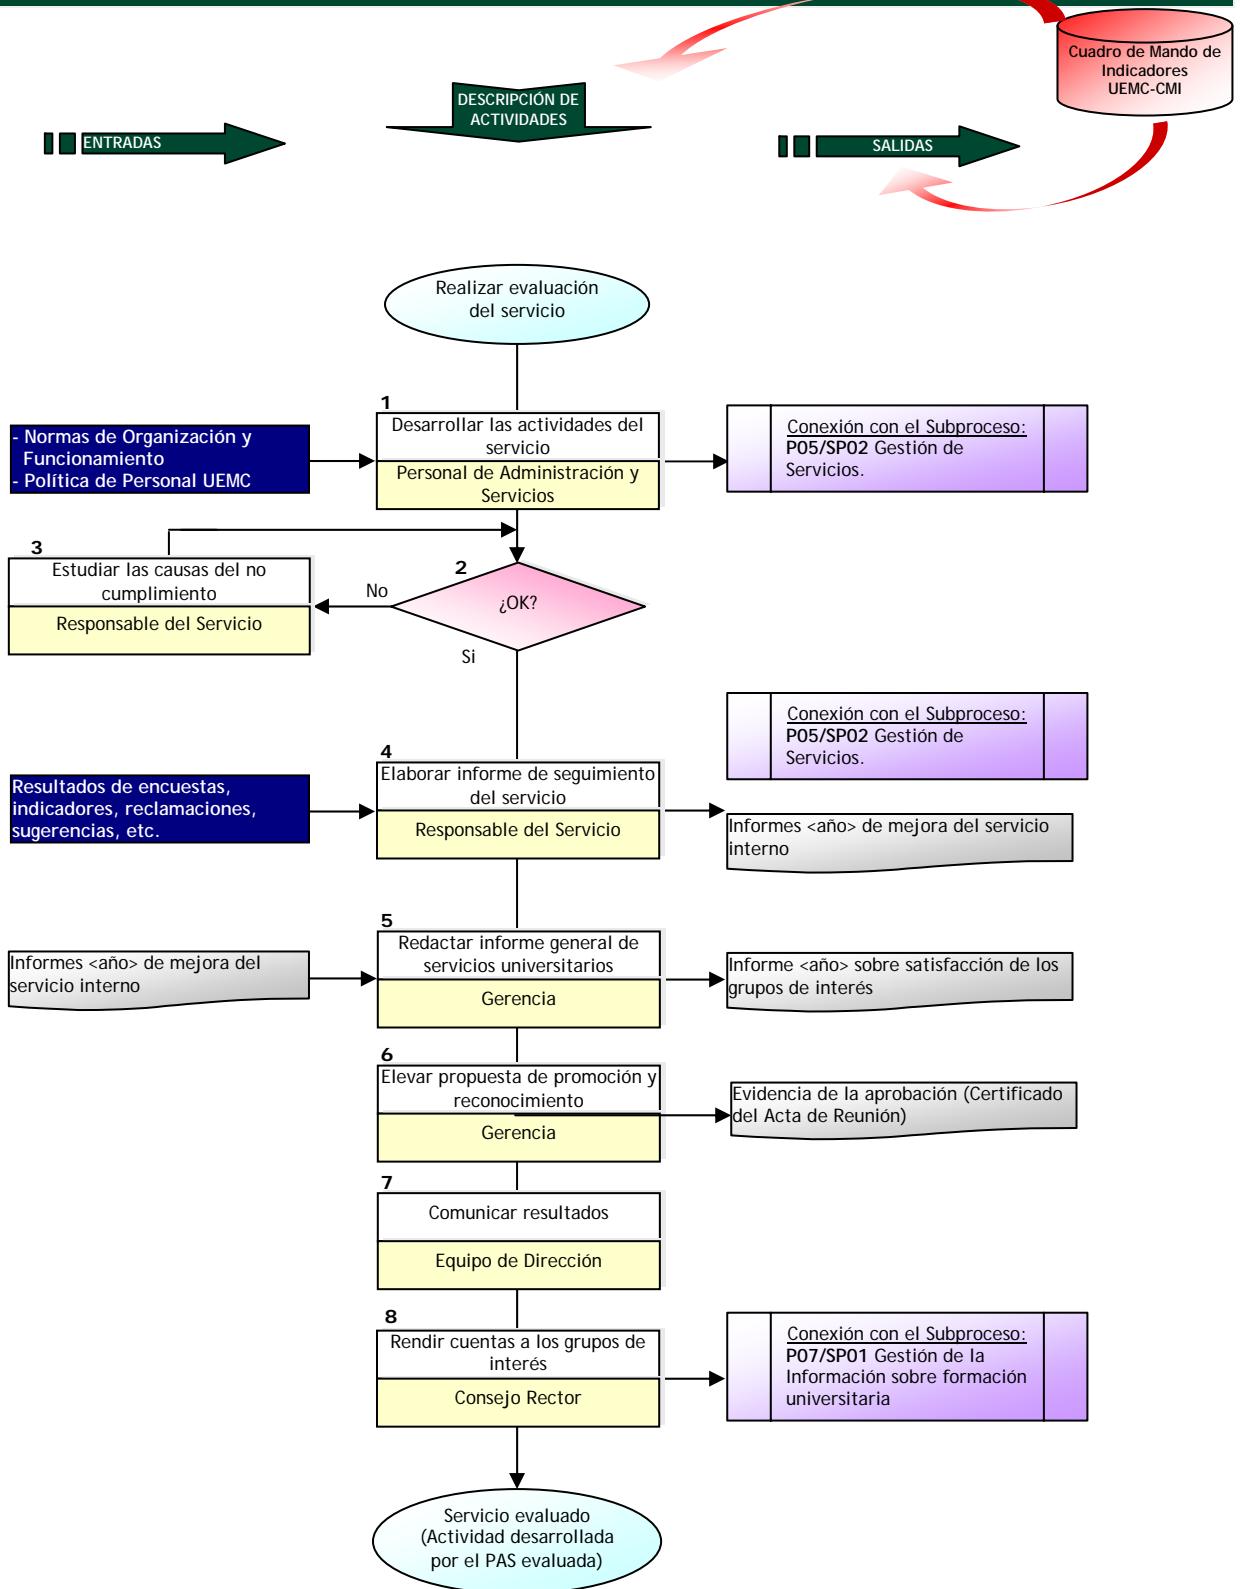 Cuadro de Mando de
Indicadores
UEMC-CMI
DESCRIPCIÓN DE
ACTIVIDADES
ENTRADAS
SALIDAS
Realizar evaluación
del servicio
1
Desarrollar las actividades del
servicio
Personal de Administración y
Servicios
- Normas de Organización y
Funcionamiento
- Política de Personal UEMC
Conexión con el Subproceso:
P05/SP02 Gestión de
Servicios.
3
Estudiar las causas del no
cumplimiento
Responsable del Servicio
No
2
¿OK?
Si
Conexión con el Subproceso:
P05/SP02 Gestión de
Servicios.
4
Elaborar informe de seguimiento
del servicio
Responsable del Servicio
Resultados de encuestas,
indicadores, reclamaciones,
sugerencias, etc.
Informes <año> de mejora del servicio
interno
5
Redactar informe general de
servicios universitarios
Gerencia
Informes <año> de mejora del
servicio interno
Informe <año> sobre satisfacción de los
grupos de interés
6
Elevar propuesta de promoción y
reconocimiento
Gerencia
Evidencia de la aprobación (Certificado
del Acta de Reunión)
7
Comunicar resultados
Equipo de Dirección
8
Rendir cuentas a los grupos de
interés
Consejo Rector
Conexión con el Subproceso:
P07/SP01 Gestión de la
Información sobre formación
universitaria
Servicio evaluado
(Actividad desarrollada
por el PAS evaluada)